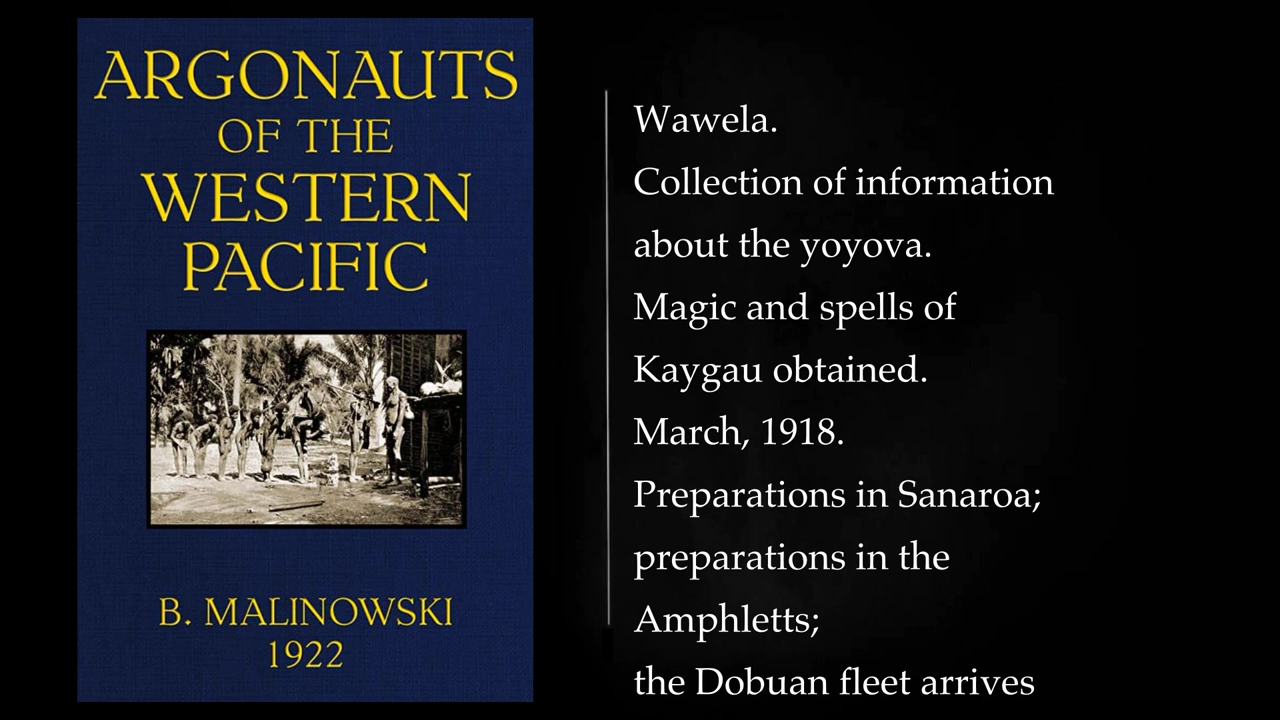 ARGONAUTS
OF THE
WESTERN
PACIFIC
B. MALINOWSKI
1922
Wawela.
Collection of information
about the yoyova.
Magic and spells of
Kaygau obtained.
March, 1918.
Preparations in Sanaroa;
preparations in the
Amphletts;
the Dobuan fleet arrives